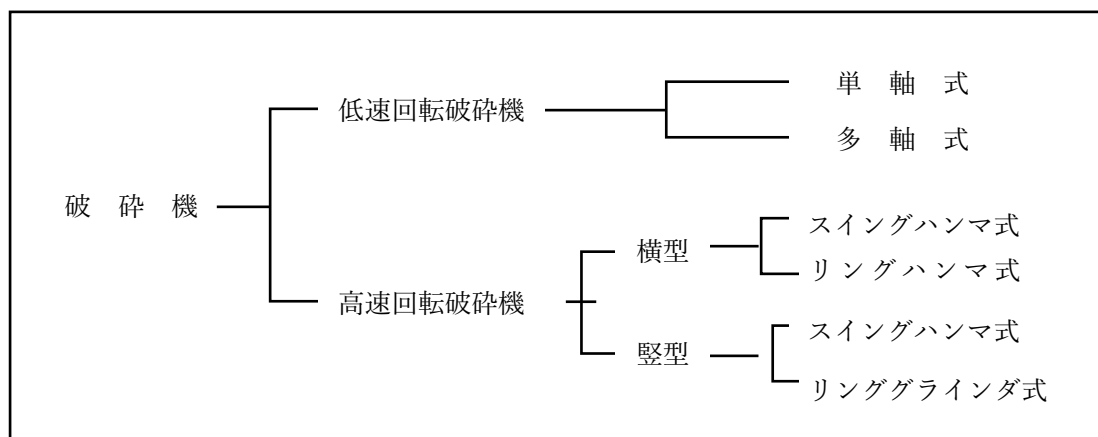 単軸式
低速回転破砕機
多軸式
破砕機
スイングハンマ式
横型
リングハンマ式
高速回転破砕機
スイングハンマ式
竪型
リンググラインダ式